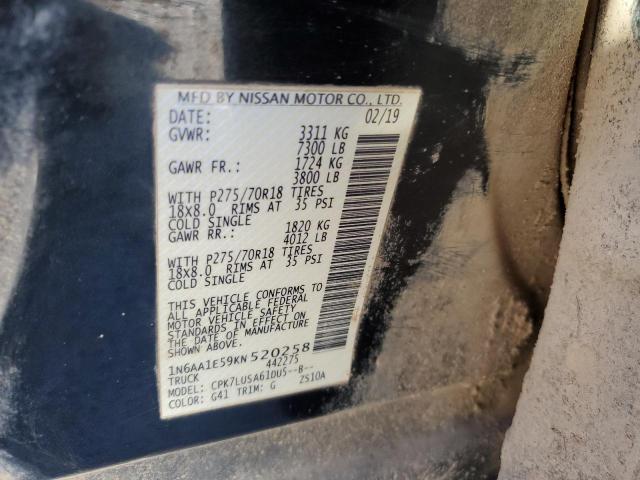 MFD BY NISSAN MOTOR CO., LTD.
DATE: 02/19
GVWR: 3311 KG
7300 LB
GAWR FR.: 1724 KG
3800 LB
WITH P275/70R18 TIRES
18x8.0 RIMS AT 35 PSI
COLD SINGLE
GAWR RR.: 1820 KG
4012 LB
WITH P275/70R18 TIRES
18x8.0 RIMS AT 35 PSI
COLD SINGLE
THIS VEHICLE CONFORMS TO
ALL APPLICABLE FEDERAL
MOTOR VEHICLE SAFETY
STANDARDS IN EFFECT ON
THE DATE OF MANUFACTURE
SHOWN ABOVE.
1N6AA1E59KN520258
TRUCK 442275
MODEL: CPK7LUSA61DU5--B--
COLOR: G41 TRIM: G ZS10A